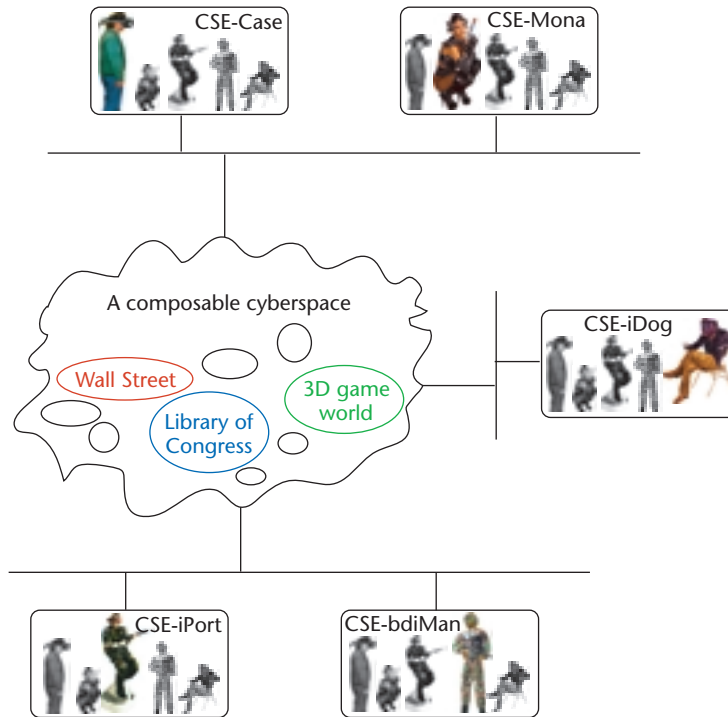 CSE-Case
CSE-Mona
A composable cyberspace
CSE-iDog
Wall Street
3D game
world
Library of
Congress
CSE-iPort
CSE-bdiMan